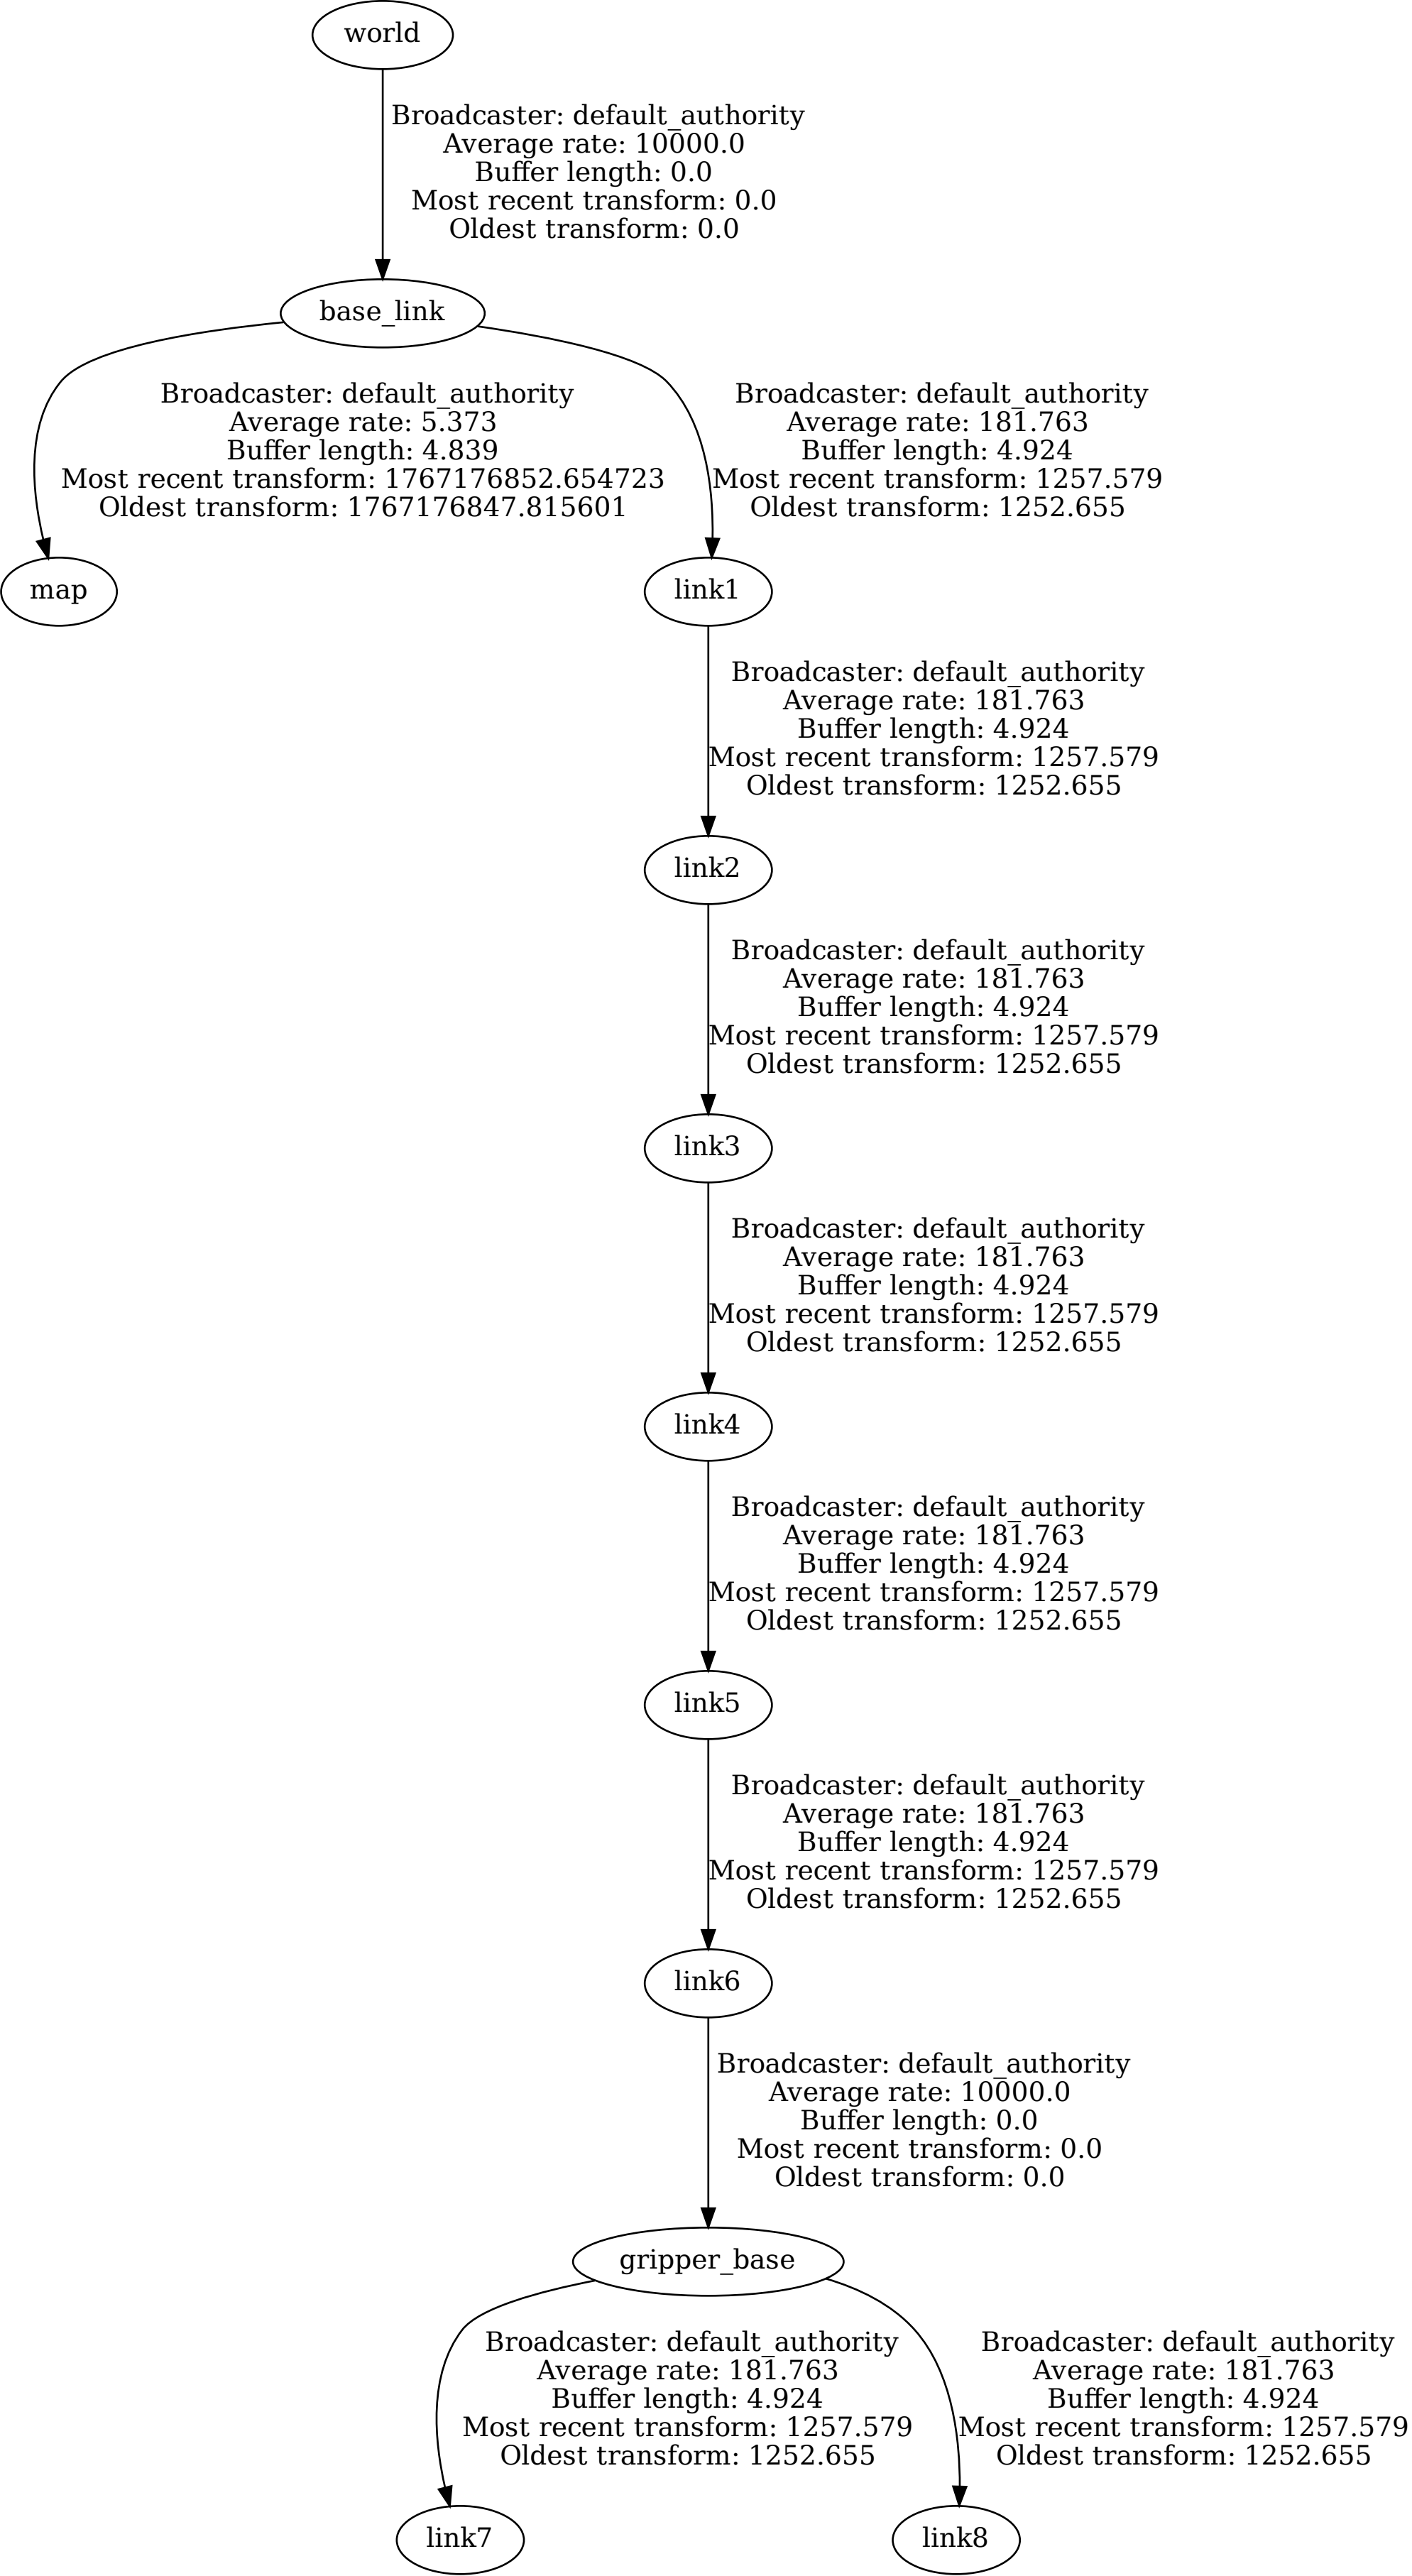 world
Broadcaster: default_authority
Average rate: 10000.0
Buffer length: 0.0
Most recent transform: 0.0
Oldest transform: 0.0
base_link
Broadcaster: default_authority
Average rate: 5.373
Buffer length: 4.839
Most recent transform: 1767176852.654723
Oldest transform: 1767176847.815601
Broadcaster: default_authority
Average rate: 181.763
Buffer length: 4.924
Most recent transform: 1257.579
Oldest transform: 1252.655
map
link1
Broadcaster: default_authority
Average rate: 181.763
Buffer length: 4.924
Most recent transform: 1257.579
Oldest transform: 1252.655
link2
Broadcaster: default_authority
Average rate: 181.763
Buffer length: 4.924
Most recent transform: 1257.579
Oldest transform: 1252.655
link3
Broadcaster: default_authority
Average rate: 181.763
Buffer length: 4.924
Most recent transform: 1257.579
Oldest transform: 1252.655
link4
Broadcaster: default_authority
Average rate: 181.763
Buffer length: 4.924
Most recent transform: 1257.579
Oldest transform: 1252.655
link5
Broadcaster: default_authority
Average rate: 181.763
Buffer length: 4.924
Most recent transform: 1257.579
Oldest transform: 1252.655
link6
Broadcaster: default_authority
Average rate: 10000.0
Buffer length: 0.0
Most recent transform: 0.0
Oldest transform: 0.0
gripper_base
Broadcaster: default_authority
Average rate: 181.763
Buffer length: 4.924
Most recent transform: 1257.579
Oldest transform: 1252.655
Broadcaster: default_authority
Average rate: 181.763
Buffer length: 4.924
Most recent transform: 1257.579
Oldest transform: 1252.655
link7
link8